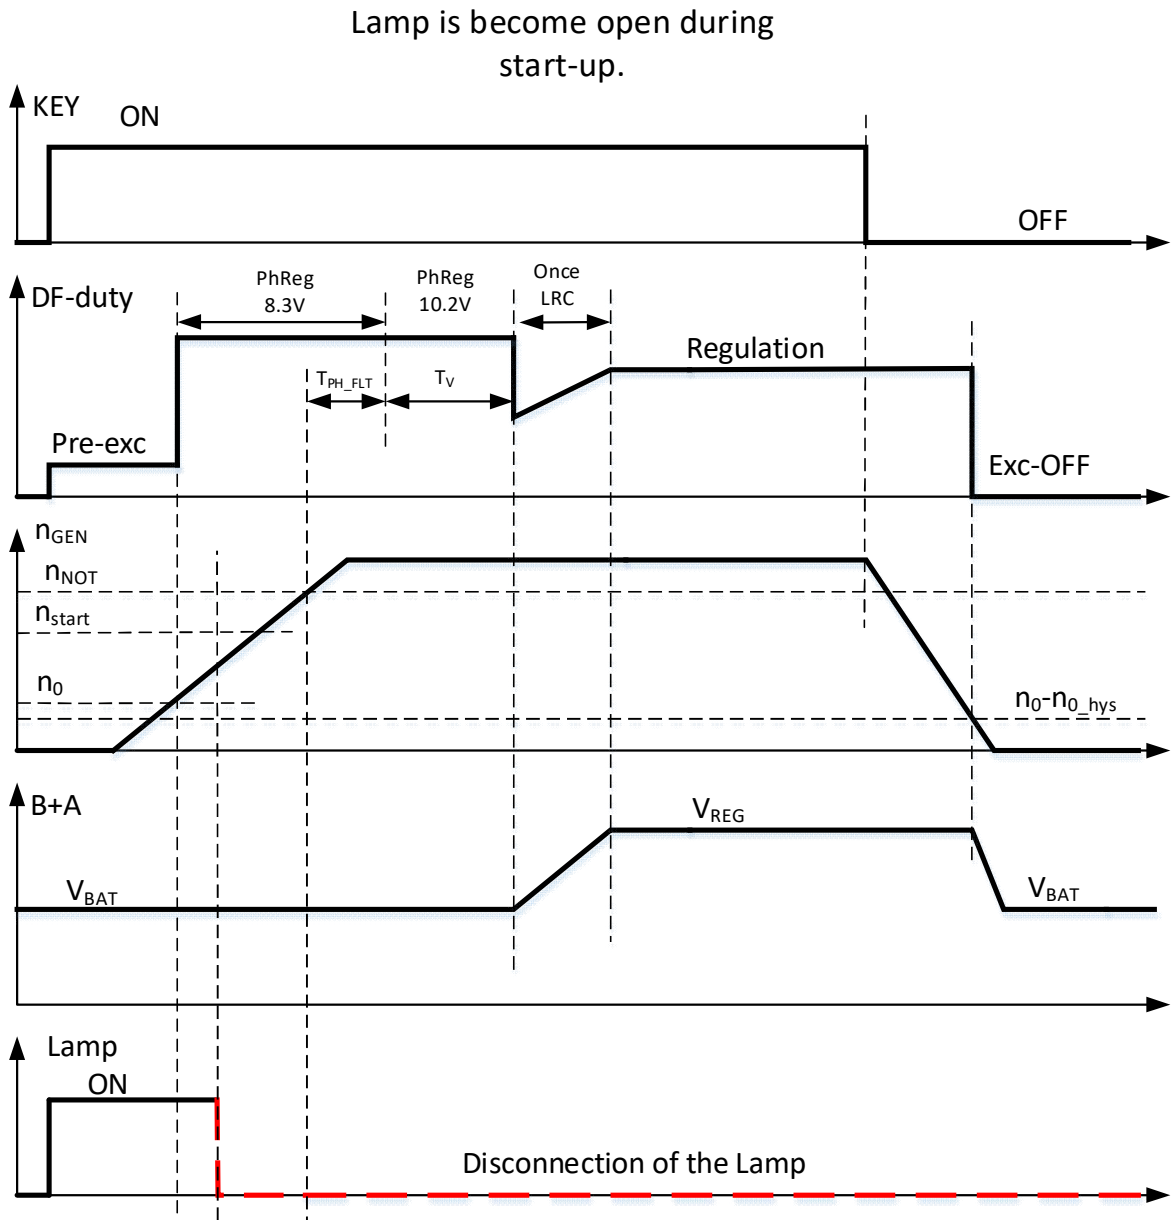 Lamp is become open during
start-up.
KEY
ON
OFF
DF-duty
PhReg
8.3V
PhReg
10.2V
Once
LRC
Regulation
TPH_FLT
TV
Pre-exc
Exc-OFF
nGEN
nNOT
nstart
n0
n0-n0_hys
B+A
VREG
VBAT
VBAT
Lamp
ON
Disconnection of the Lamp